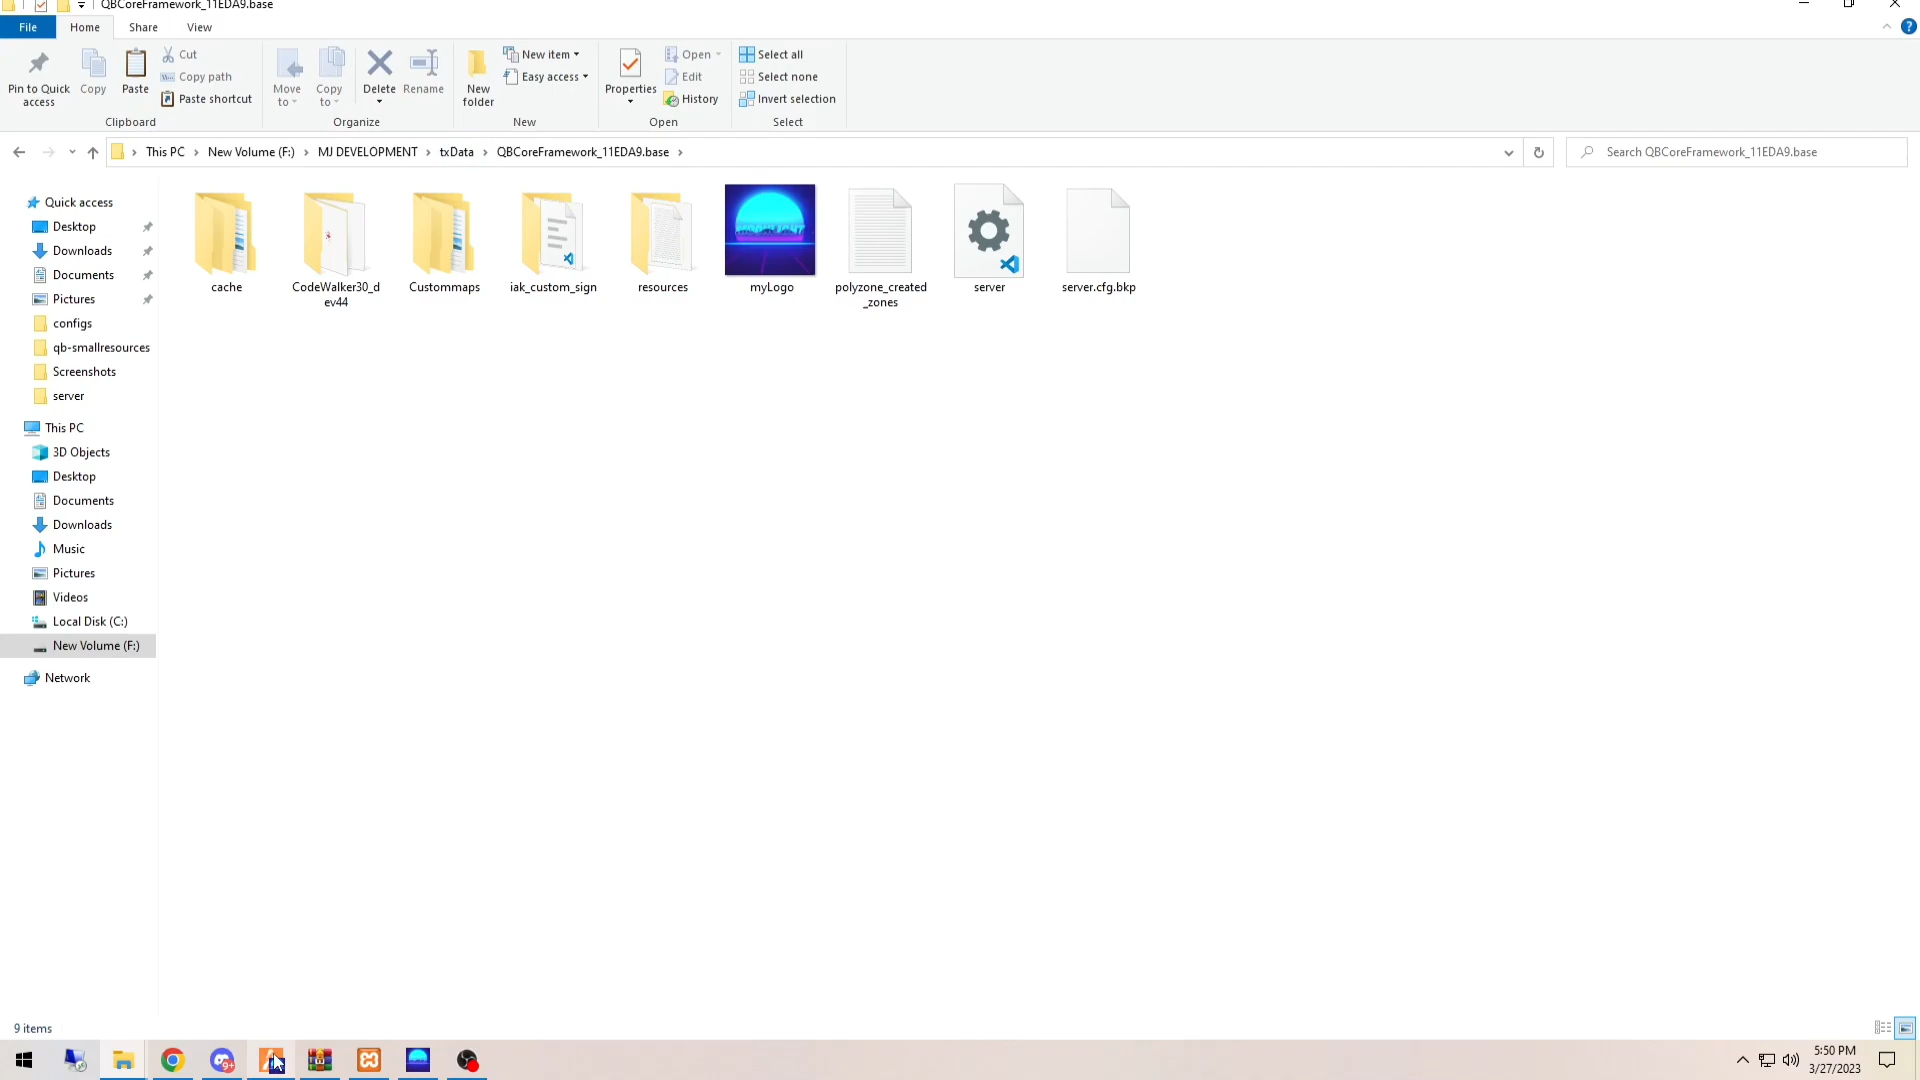 QBCoreFramework_11EDA9.base
File Home Share View
Pin to Quick access
Copy
Paste
Cut
Copy path
Paste shortcut
Clipboard
Move to
Copy to
Delete
Rename
Organize
New folder
New item
Easy access
New
Properties
Open
Edit
History
Open
Select all
Select none
Invert selection
Select
This PC > New Volume (F:) > MJ DEVELOPMENT > txData > QBCoreFramework_11EDA9.base >
Search QBCoreFramework_11EDA9.base
Quick access
Desktop
Downloads
Documents
Pictures
configs
qb-smallresources
Screenshots
server
This PC
3D Objects
Desktop
Documents
Downloads
Music
Pictures
Videos
Local Disk (C:)
New Volume (F:)
Network
cache
CodeWalker30_d
ev44
Custommaps
iak_custom_sign
resources
myLogo
polyzone_created
_zones
server
server.cfg.bkp
9 items
9+
5:50 PM
3/27/2023